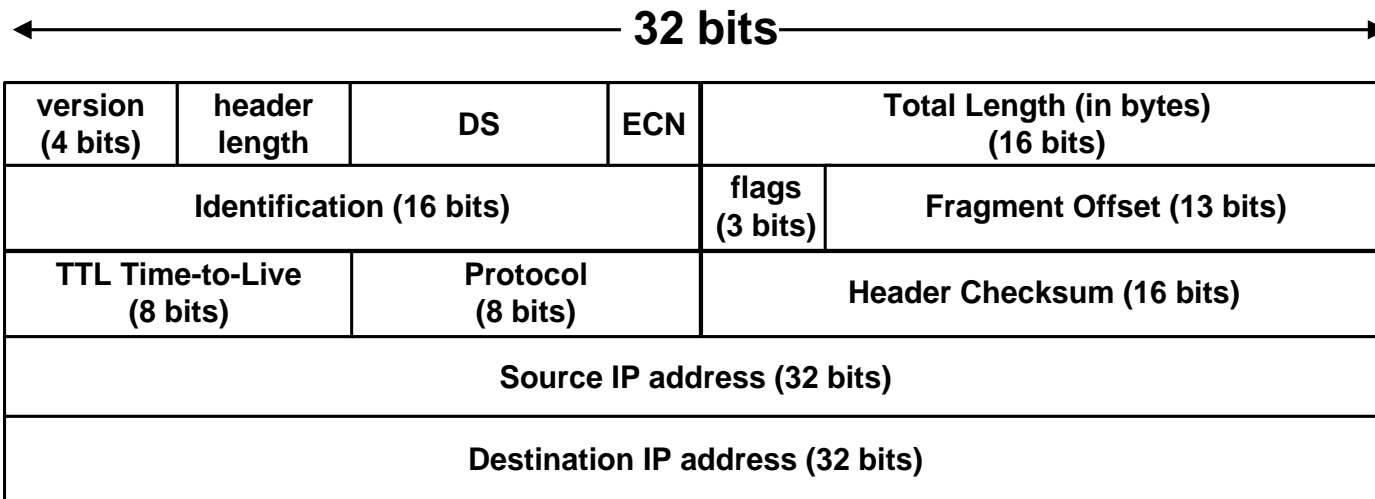 32 bits
version
(4 bits)
header
length
DS
ECN
Total Length (in bytes)
(16 bits)
Identification (16 bits)
flags
(3 bits)
Fragment Offset (13 bits)
TTL Time-to-Live
(8 bits)
Protocol
(8 bits)
Header Checksum (16 bits)
Source IP address (32 bits)
Destination IP address (32 bits)